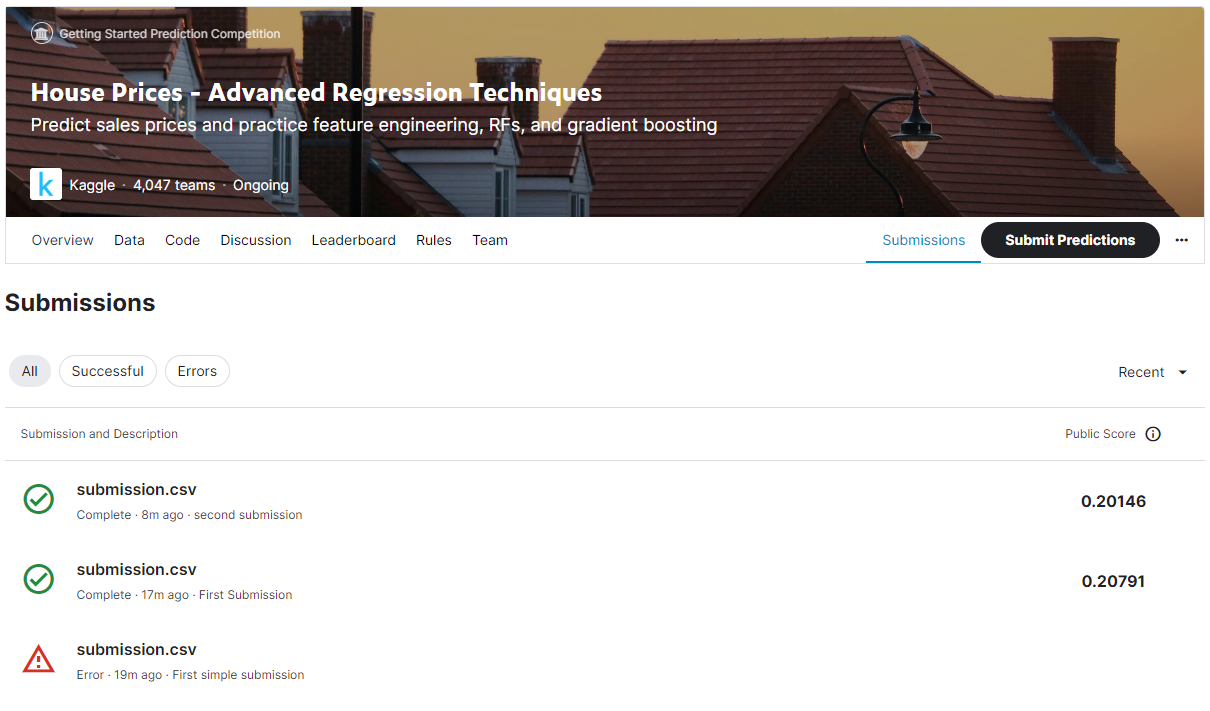 Getting Started Prediction Competition
House Prices - Advanced Regression Techniques
Predict sales prices and practice feature engineering, RFs, and gradient boosting
k Kaggle · 4,047 teams · Ongoing
Overview Data Code Discussion Leaderboard Rules Team Submissions Submit Predictions ...
Submissions
All Successful Errors Recent
Submission and Description Public Score
submission.csv
Complete · 8m ago · second submission
0.20146
submission.csv
Complete · 17m ago · First Submission
0.20791
submission.csv
Error · 19m ago · First simple submission